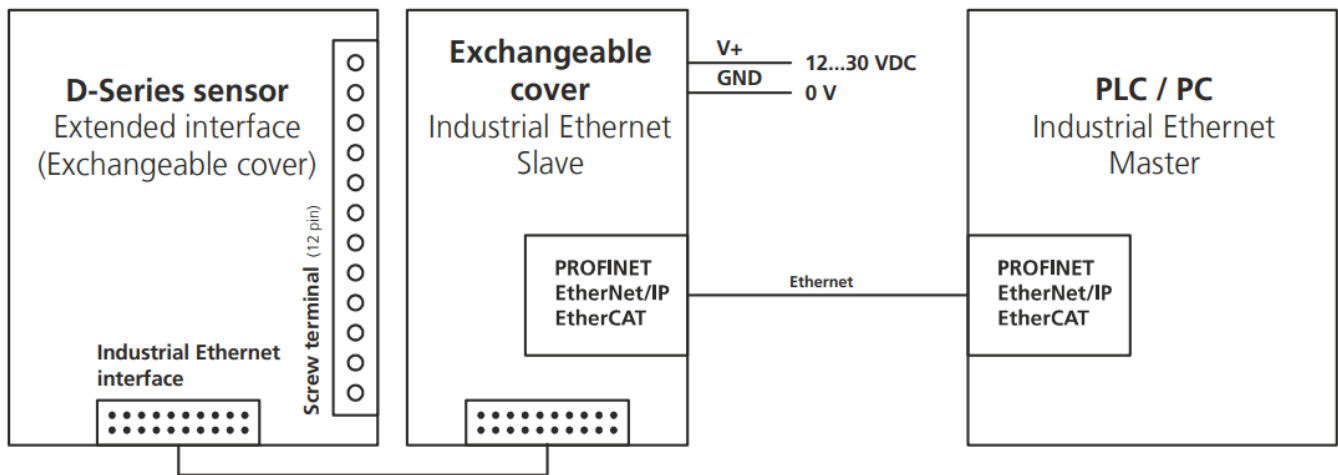 D-Series sensor
Extended interface
(Exchangeable cover)
Screw terminal (12 pin)
Industrial Ethernet
interface
Exchangeable
cover
Industrial Ethernet
Slave
V+
12...30 VDC
GND
0 V
PROFINET
EtherNet/IP
EtherCAT
Ethernet
PLC / PC
Industrial Ethernet
Master
PROFINET
EtherNet/IP
EtherCAT